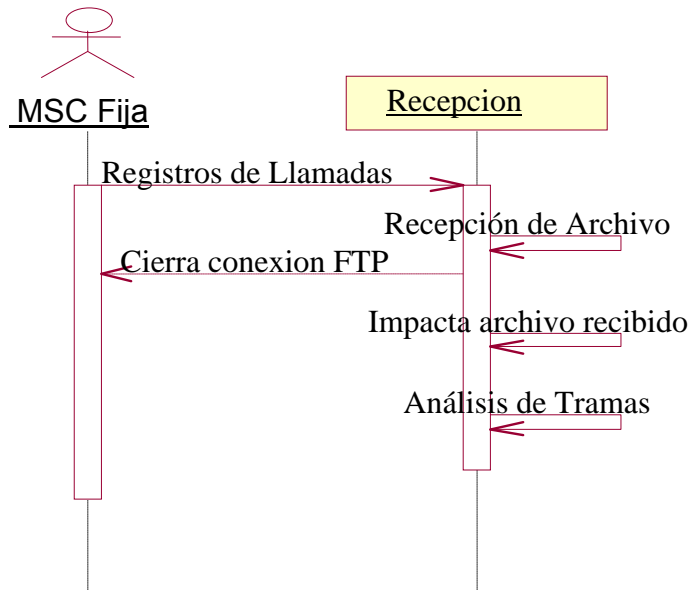 MSC Fija
Recepcion
Registros de Llamadas
Recepción de Archivo
Cierra conexion FTP
Impacta archivo recibido
Análisis de Tramas